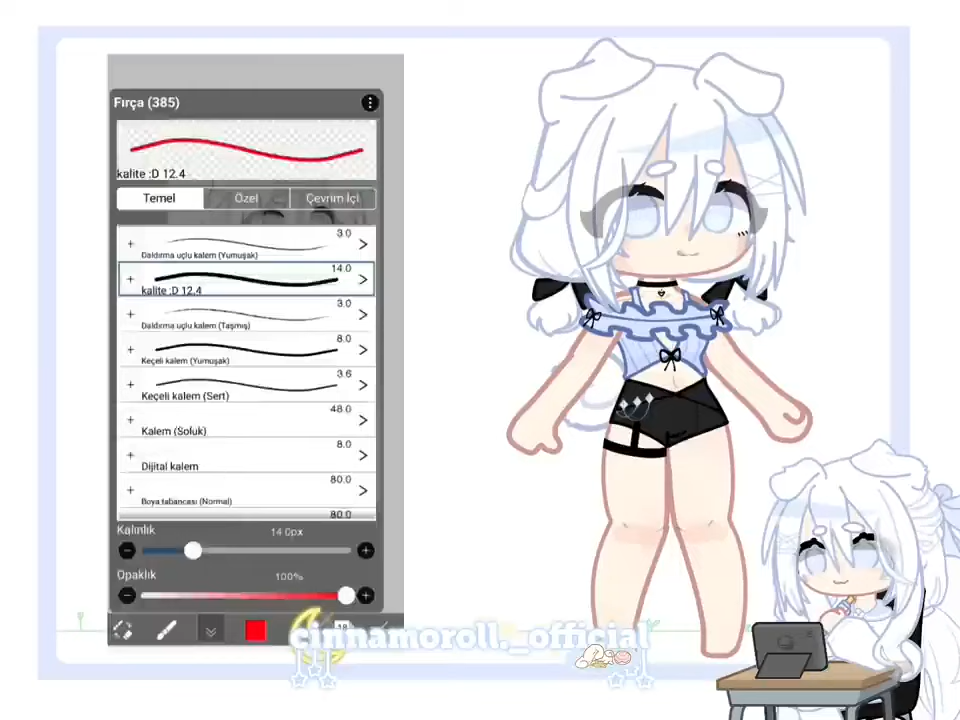 Fırça (385)
kalite :D 12.4
Temel Özel Çevrim İçi
3.0
Daldırma uçlu kalem (Yumuşak)
14.0
kalite :D 12.4
3.0
Daldırma uçlu kalem (Taşmış)
8.0
Keçeli kalem (Yumuşak)
3.6
Keçeli kalem (Sert)
48.0
Kalem (Soluk)
8.0
Dijital kalem
80.0
Boya tabancası (Normal)
80.0
Kalınlık 14.0px
Opaklık 100%
18
cinnamoroll._official